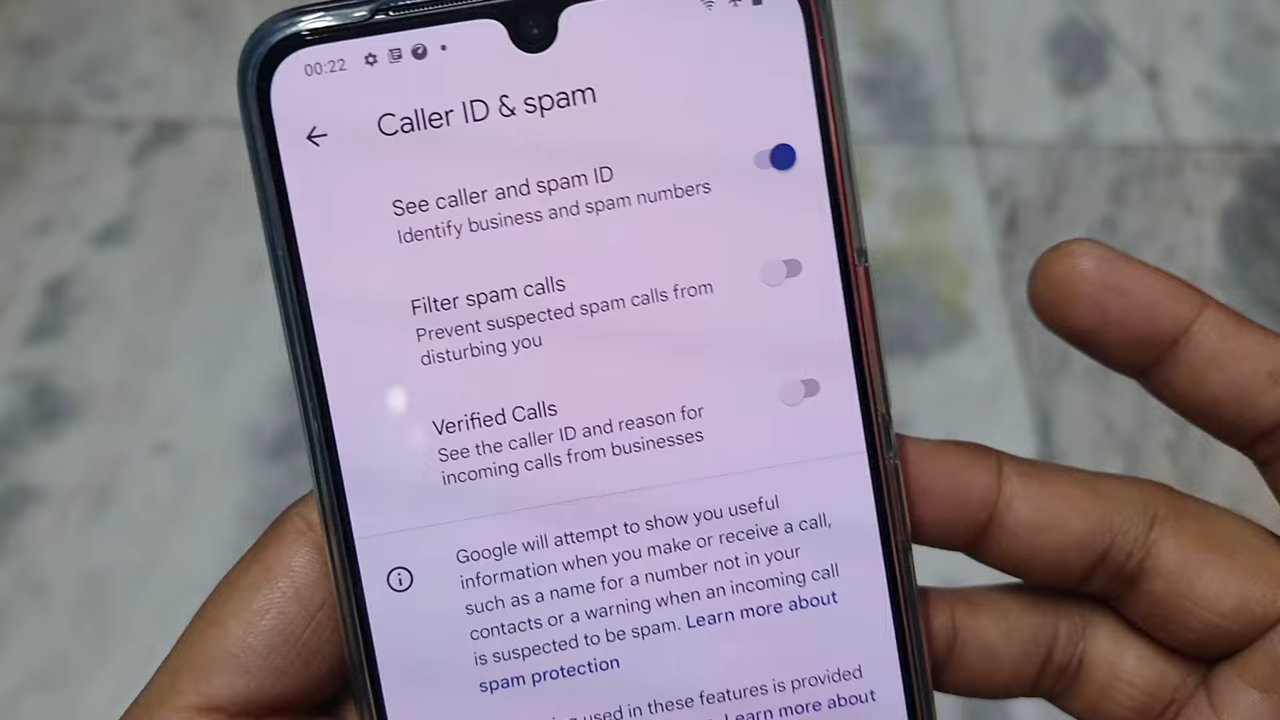 00:22
Caller ID & spam
See caller and spam ID
Identify business and spam numbers
Filter spam calls
Prevent suspected spam calls from
disturbing you
Verified Calls
See the caller ID and reason for
incoming calls from businesses
Google will attempt to show you useful
information when you make or receive a call,
such as a name for a number not in your
contacts or a warning when an incoming call
is suspected to be spam. Learn more about
spam protection
used in these features is provided
Learn more about